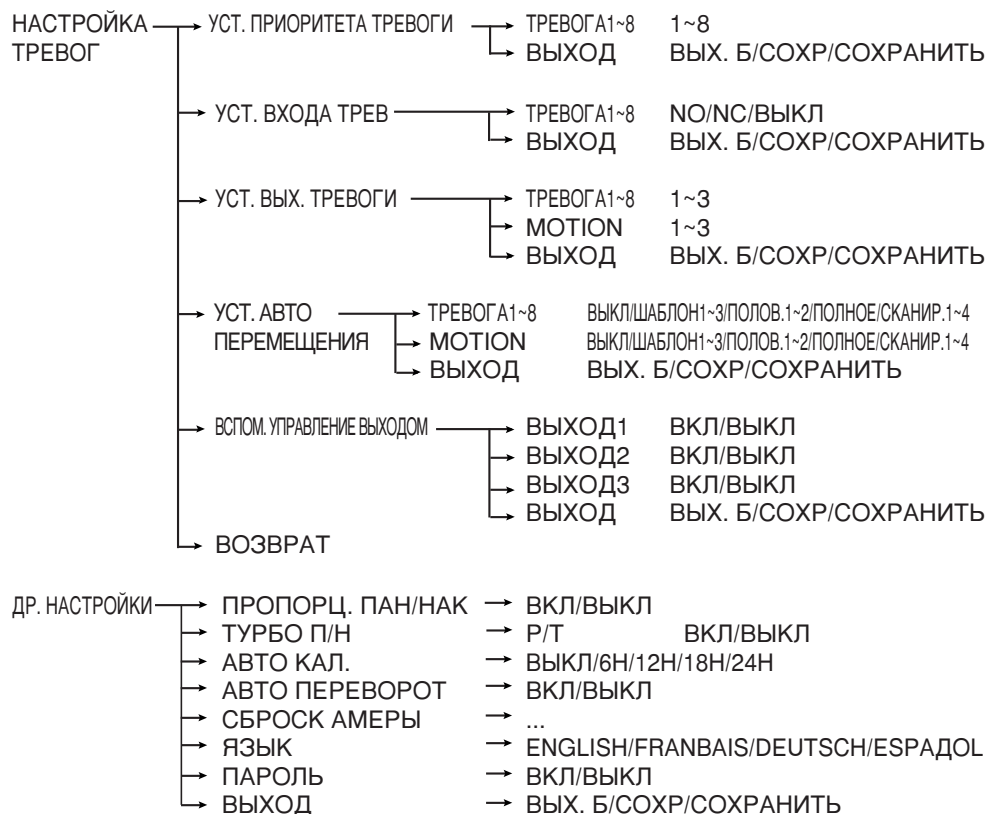 НАСТРОЙКА ТРЕВОГ УСТ. ПРИОРИТЕТА ТРЕВОГИ ТРЕВОГА1~8 1~8
ВЫХОД ВЫХ. Б/СОХР/СОХРАНИТЬ
УСТ. ВХОДА ТРЕВ ТРЕВОГА1~8 NO/NC/ВЫКЛ
ВЫХОД ВЫХ. Б/СОХР/СОХРАНИТЬ
УСТ. ВЫХ. ТРЕВОГИ ТРЕВОГА1~8 1~3
MOTION 1~3
ВЫХОД ВЫХ. Б/СОХР/СОХРАНИТЬ
УСТ. АВТО ПЕРЕМЕЩЕНИЯ ТРЕВОГА1~8 ВЫКЛ/ШАБЛОН1~3/ПОЛОВ.1~2/ПОЛНОЕ/СКАНИР.1~4
MOTION ВЫКЛ/ШАБЛОН1~3/ПОЛОВ.1~2/ПОЛНОЕ/СКАНИР.1~4
ВЫХОД ВЫХ. Б/СОХР/СОХРАНИТЬ
ВСПОМ. УПРАВЛЕНИЕ ВЫХОДОМ ВЫХОД1 ВКЛ/ВЫКЛ
ВЫХОД2 ВКЛ/ВЫКЛ
ВЫХОД3 ВКЛ/ВЫКЛ
ВЫХОД ВЫХ. Б/СОХР/СОХРАНИТЬ
ВОЗВРАТ
ДР. НАСТРОЙКИ ПРОПОРЦ. ПАН/НАК ВКЛ/ВЫКЛ
ТУРБО П/Н P/T ВКЛ/ВЫКЛ
АВТО КАЛ. ВЫКЛ/6H/12H/18H/24H
АВТО ПЕРЕВОРОТ ВКЛ/ВЫКЛ
СБРОСК АМЕРЫ ...
ЯЗЫК ENGLISH/FRANBAIS/DEUTSCH/ESPAДOL
ПАРОЛЬ ВКЛ/ВЫКЛ
ВЫХОД ВЫХ. Б/СОХР/СОХРАНИТЬ